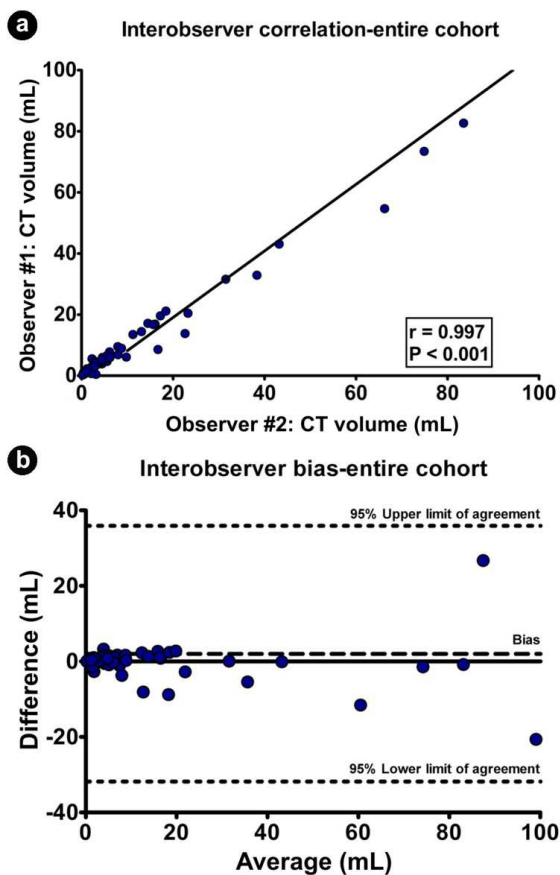 a
Interobserver correlation-entire cohort
100
80
60
40
20
0
Observer #1: CT volume (mL)
r = 0.997
P < 0.001
0 20 40 60 80 100
Observer #2: CT volume (mL)
b
Interobserver bias-entire cohort
40
20
0
-20
-40
Difference (mL)
95% Upper limit of agreement
Bias
95% Lower limit of agreement
0 20 40 60 80 100
Average (mL)